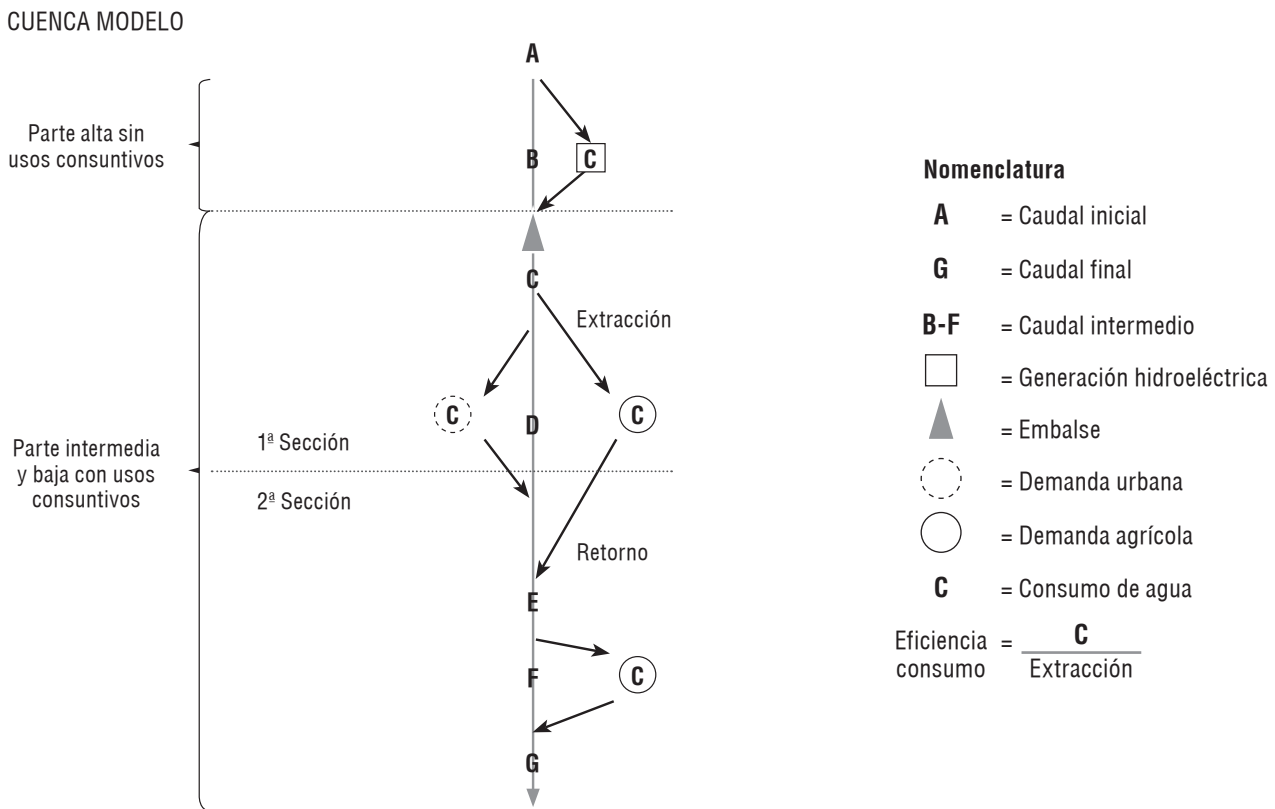 CUENCA MODELO
A
Parte alta sin
usos consuntivos
B
C
C
Extracción
C
D
C
Parte intermedia
y baja con usos
consuntivos
1ª Sección
2ª Sección
Retorno
E
F
C
G
Nomenclatura
A = Caudal inicial
G = Caudal final
B-F = Caudal intermedio
= Generación hidroeléctrica
= Embalse
= Demanda urbana
= Demanda agrícola
C = Consumo de agua
Eficiencia
consumo = C
Extracción